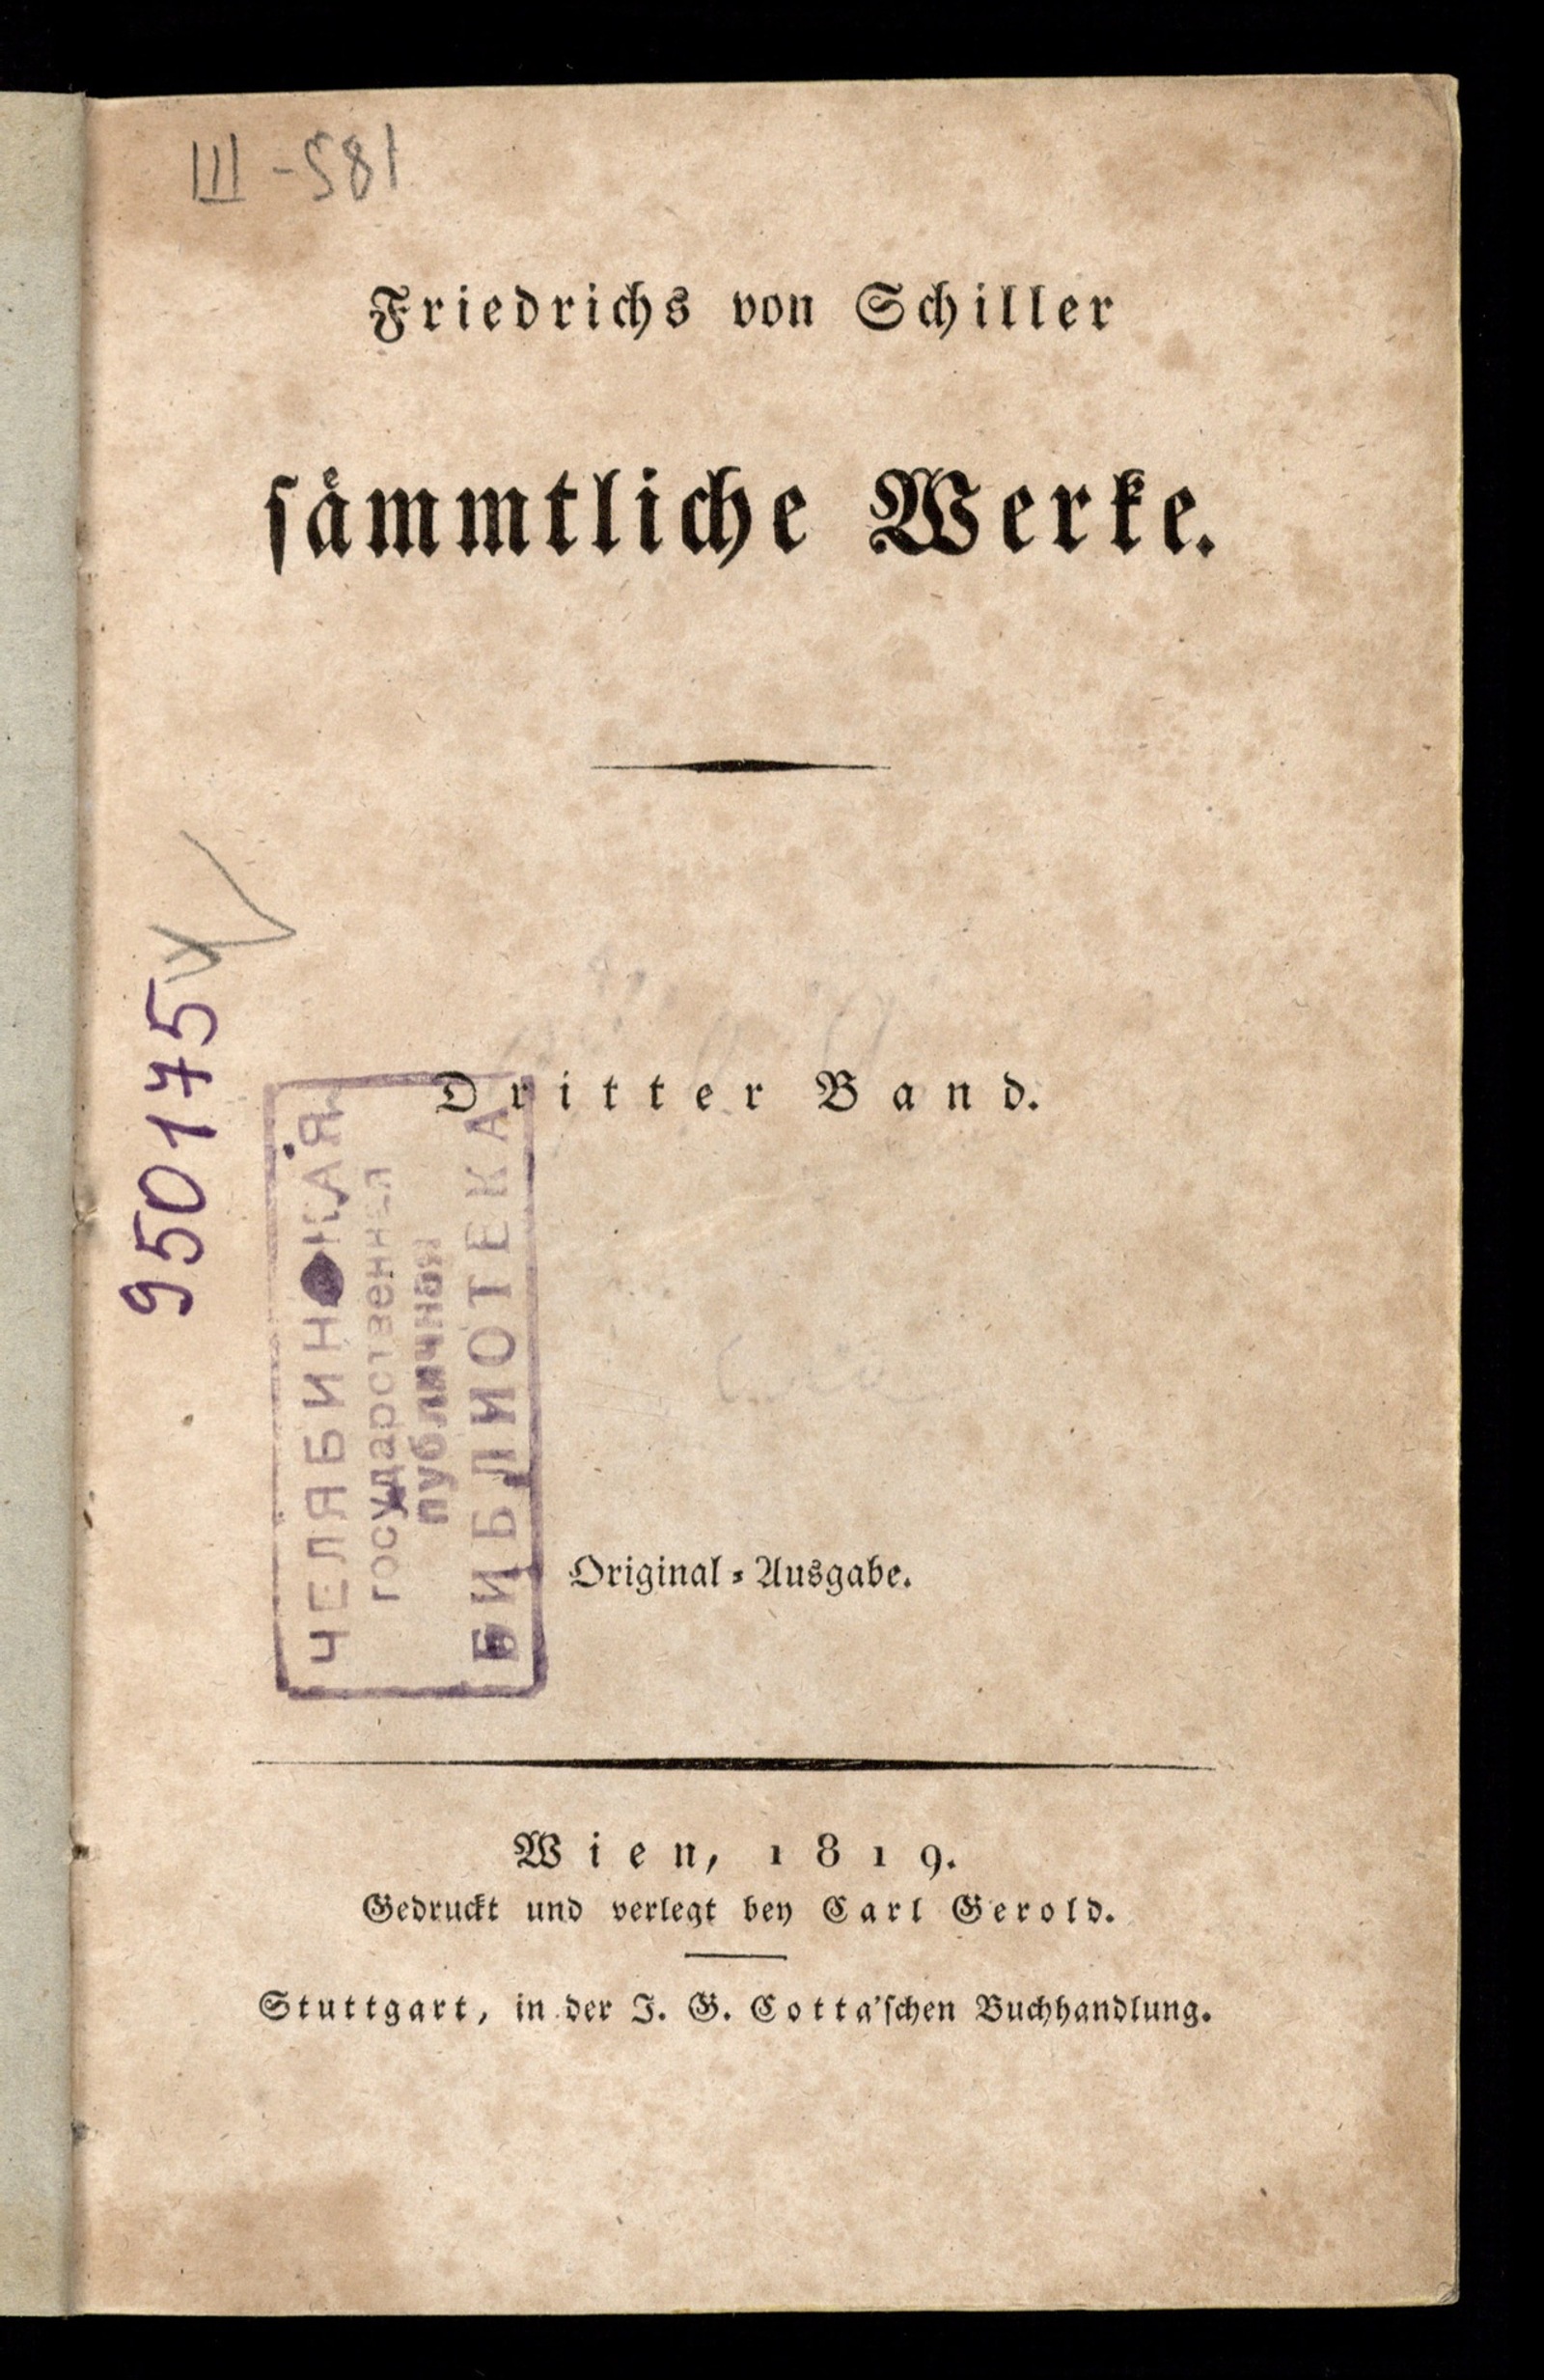 III-581
Friedrichs von Schiller
sämmtliche Werke.
Dritter Band.
950175
ЧЕЛЯБИНСКАЯ
государственная
публичная
БИБЛИОТЕКА
Original-Ausgabe.
Wien, 1819.
Gedruckt und verlegt bey Carl Gerold.
Stuttgart, in der J. G. Cotta'schen Buchhandlung.